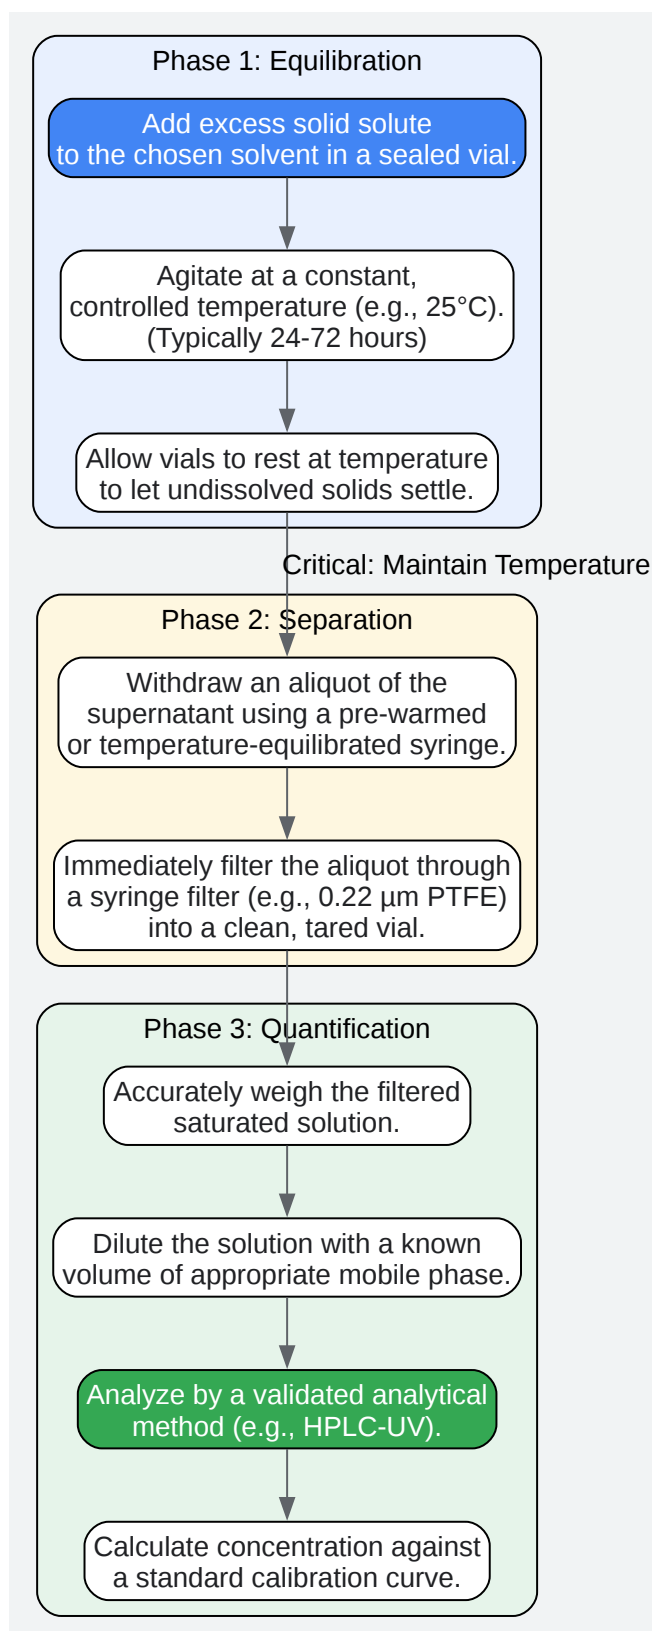 Phase 1: Equilibration
Add excess solid solute
to the chosen solvent in a sealed vial.
Agitate at a constant,
controlled temperature (e.g., 25°C).
(Typically 24-72 hours)
Allow vials to rest at temperature
to let undissolved solids settle.
Critical: Maintain Temperature
Phase 2: Separation
Withdraw an aliquot of the
supernatant using a pre-warmed
or temperature-equilibrated syringe.
Immediately filter the aliquot through
a syringe filter (e.g., 0.22 µm PTFE)
into a clean, tared vial.
Phase 3: Quantification
Accurately weigh the filtered
saturated solution.
Dilute the solution with a known
volume of appropriate mobile phase.
Analyze by a validated analytical
method (e.g., HPLC-UV).
Calculate concentration against
a standard calibration curve.